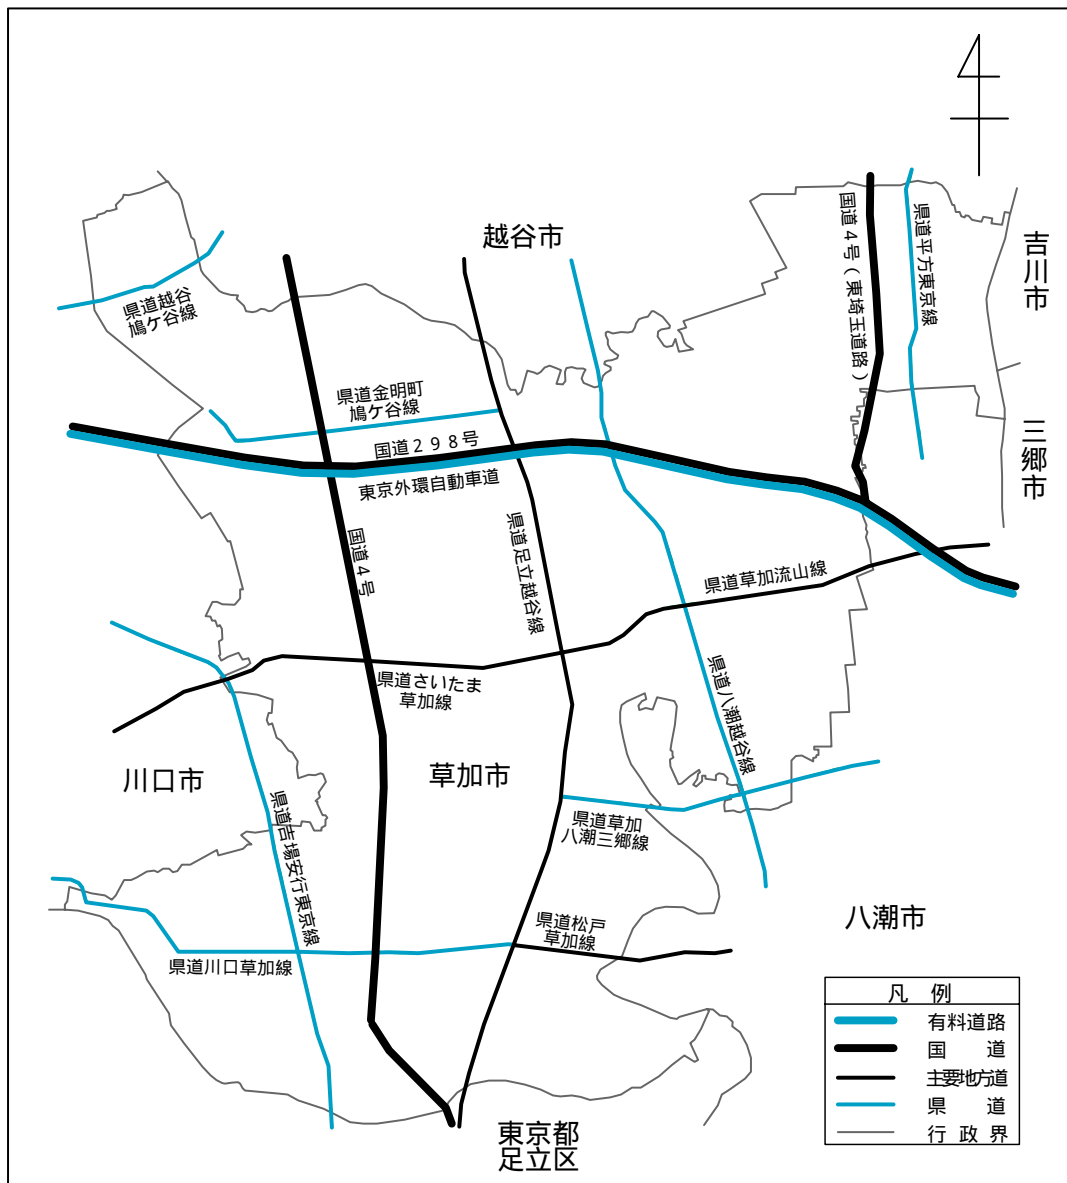 越谷市
吉川市
三郷市
国道4号(東埼玉道路)
県道平方東京線
県道越谷
鳩ケ谷線
県道金明町
鳩ケ谷線
国道298号
東京外環自動車道
国道4号
県道足立越谷線
県道草加流山線
県道さいたま
草加線
県道八潮越谷線
川口市
草加市
県道吉場安行東京線
県道草加
八潮三郷線
県道松戸
草加線
県道川口草加線
八潮市
東京都
足立区
凡 例
有料道路
国 道
主要地方道
県 道
行 政 界